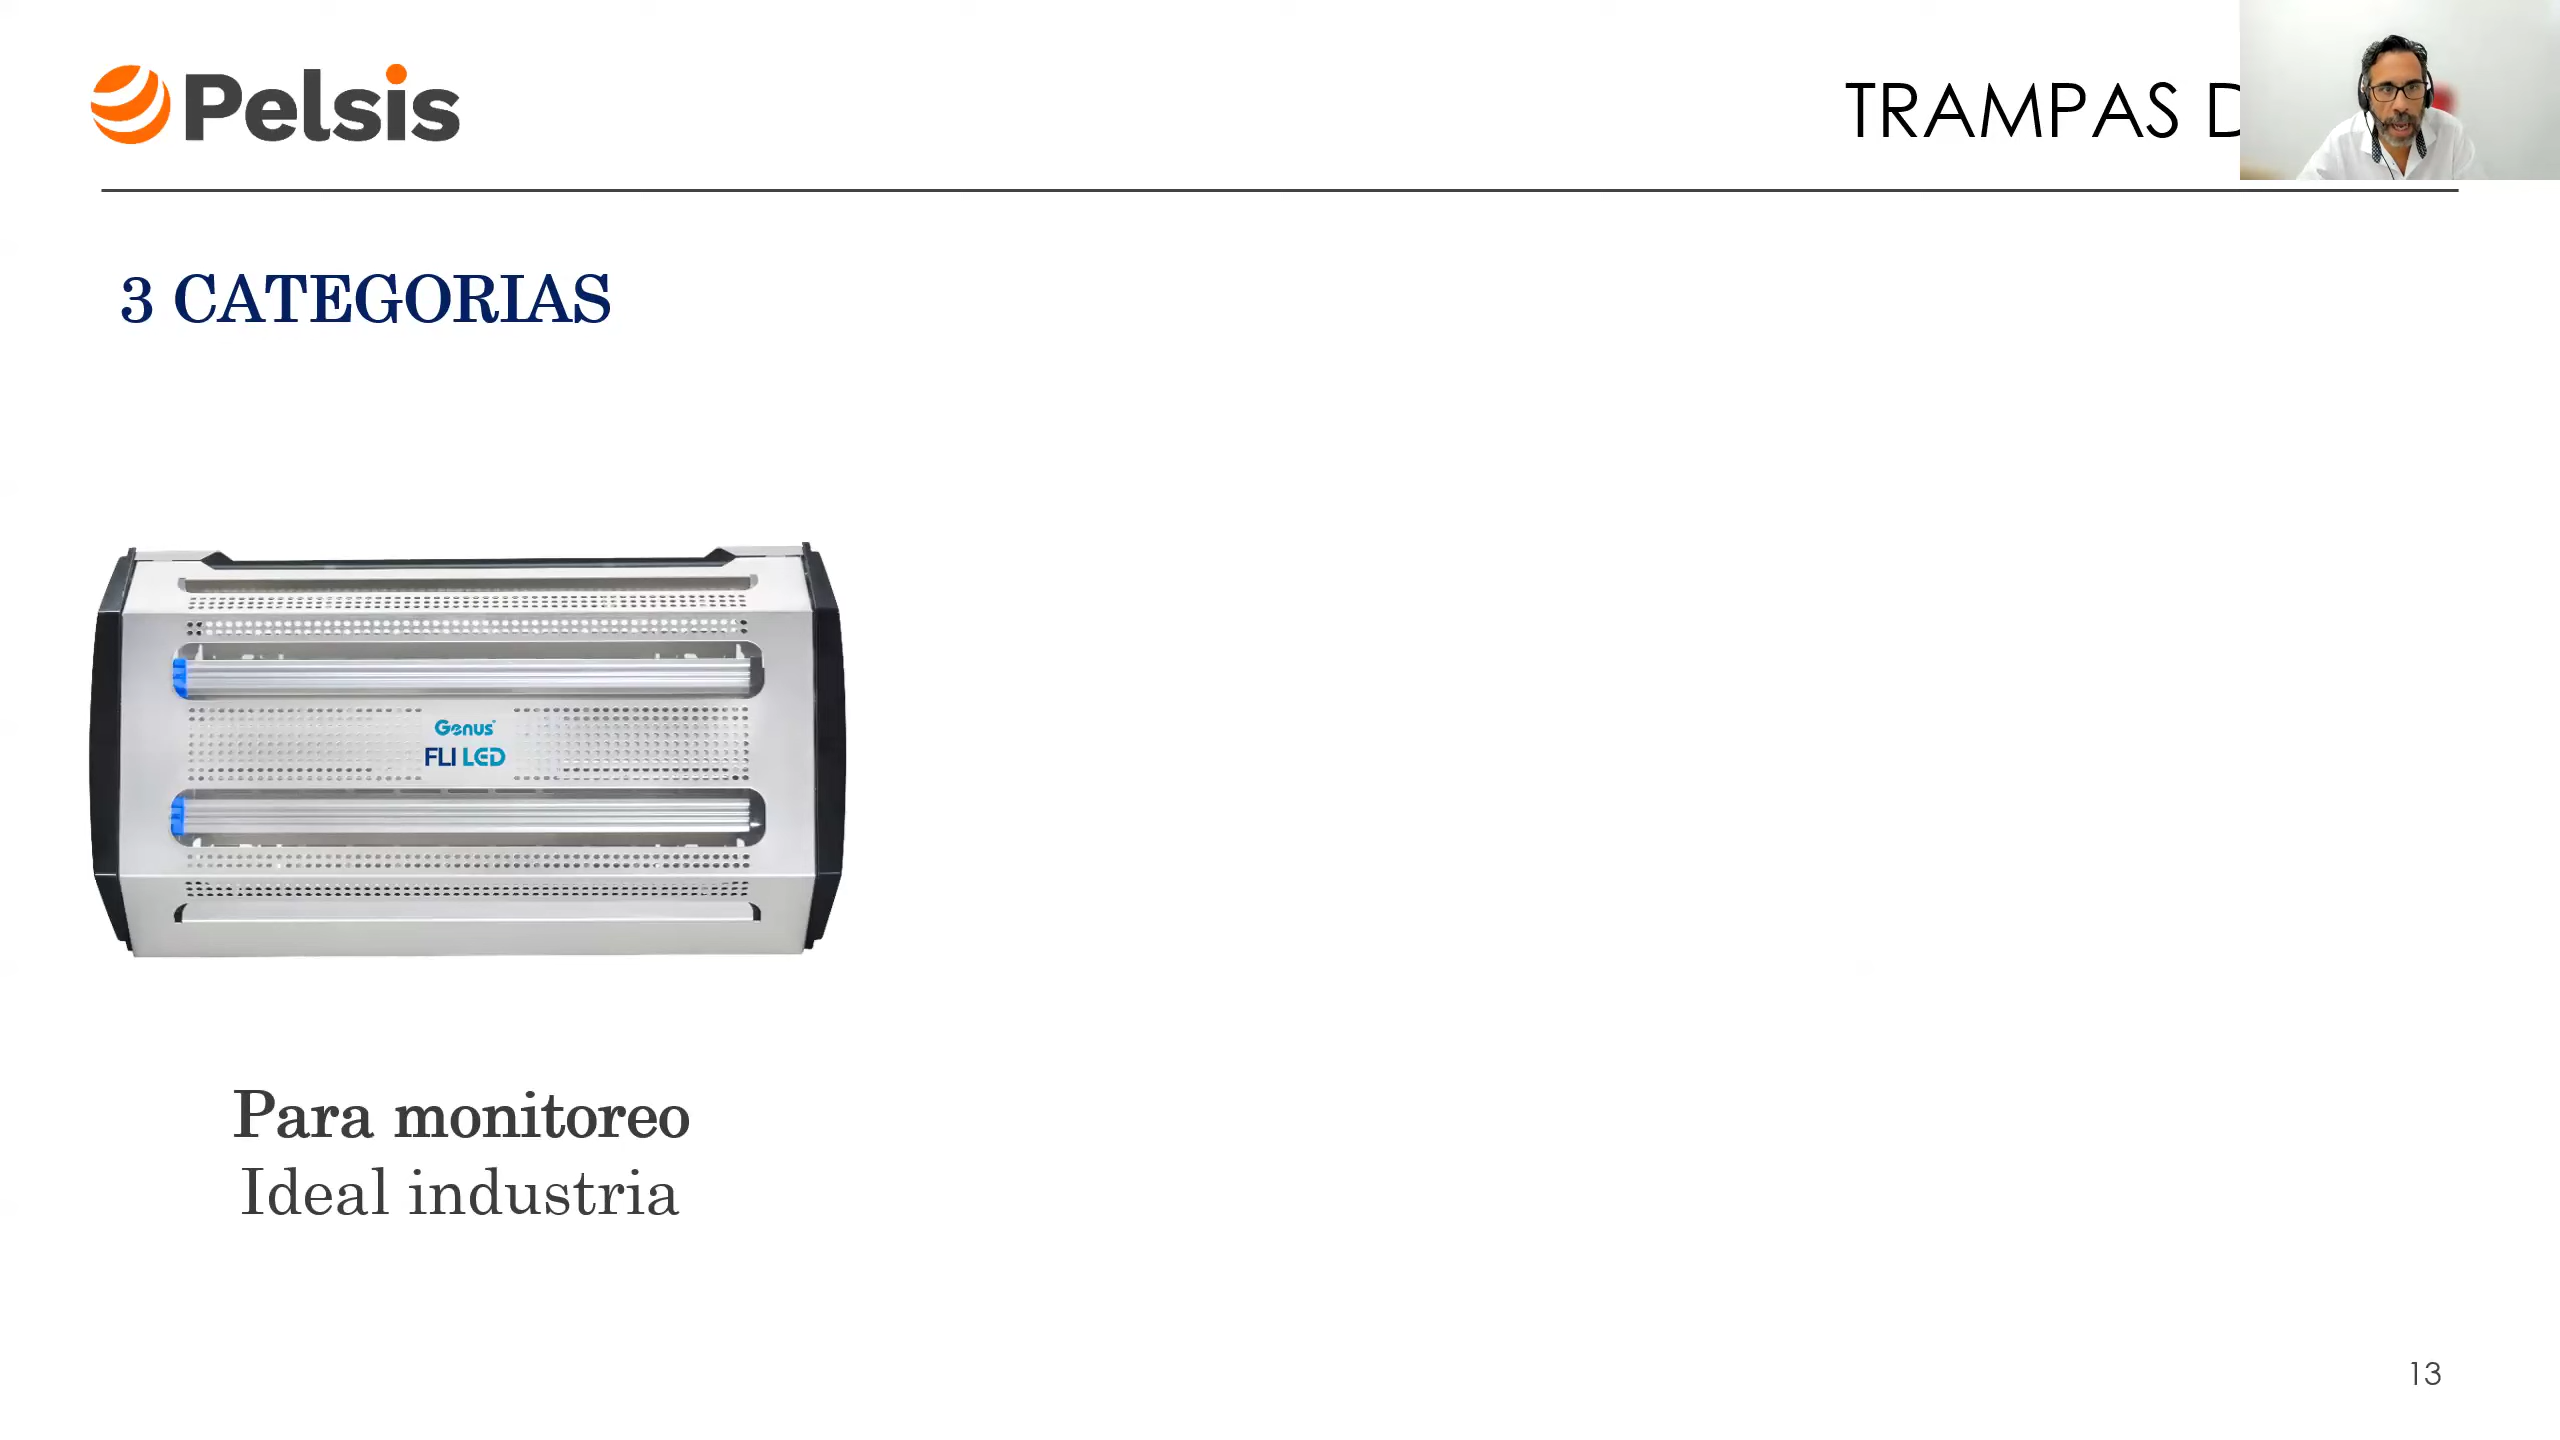 Pelsis
TRAMPAS
3 CATEGORIAS
Genus
FLI LED
Para monitoreo
Ideal industria
13